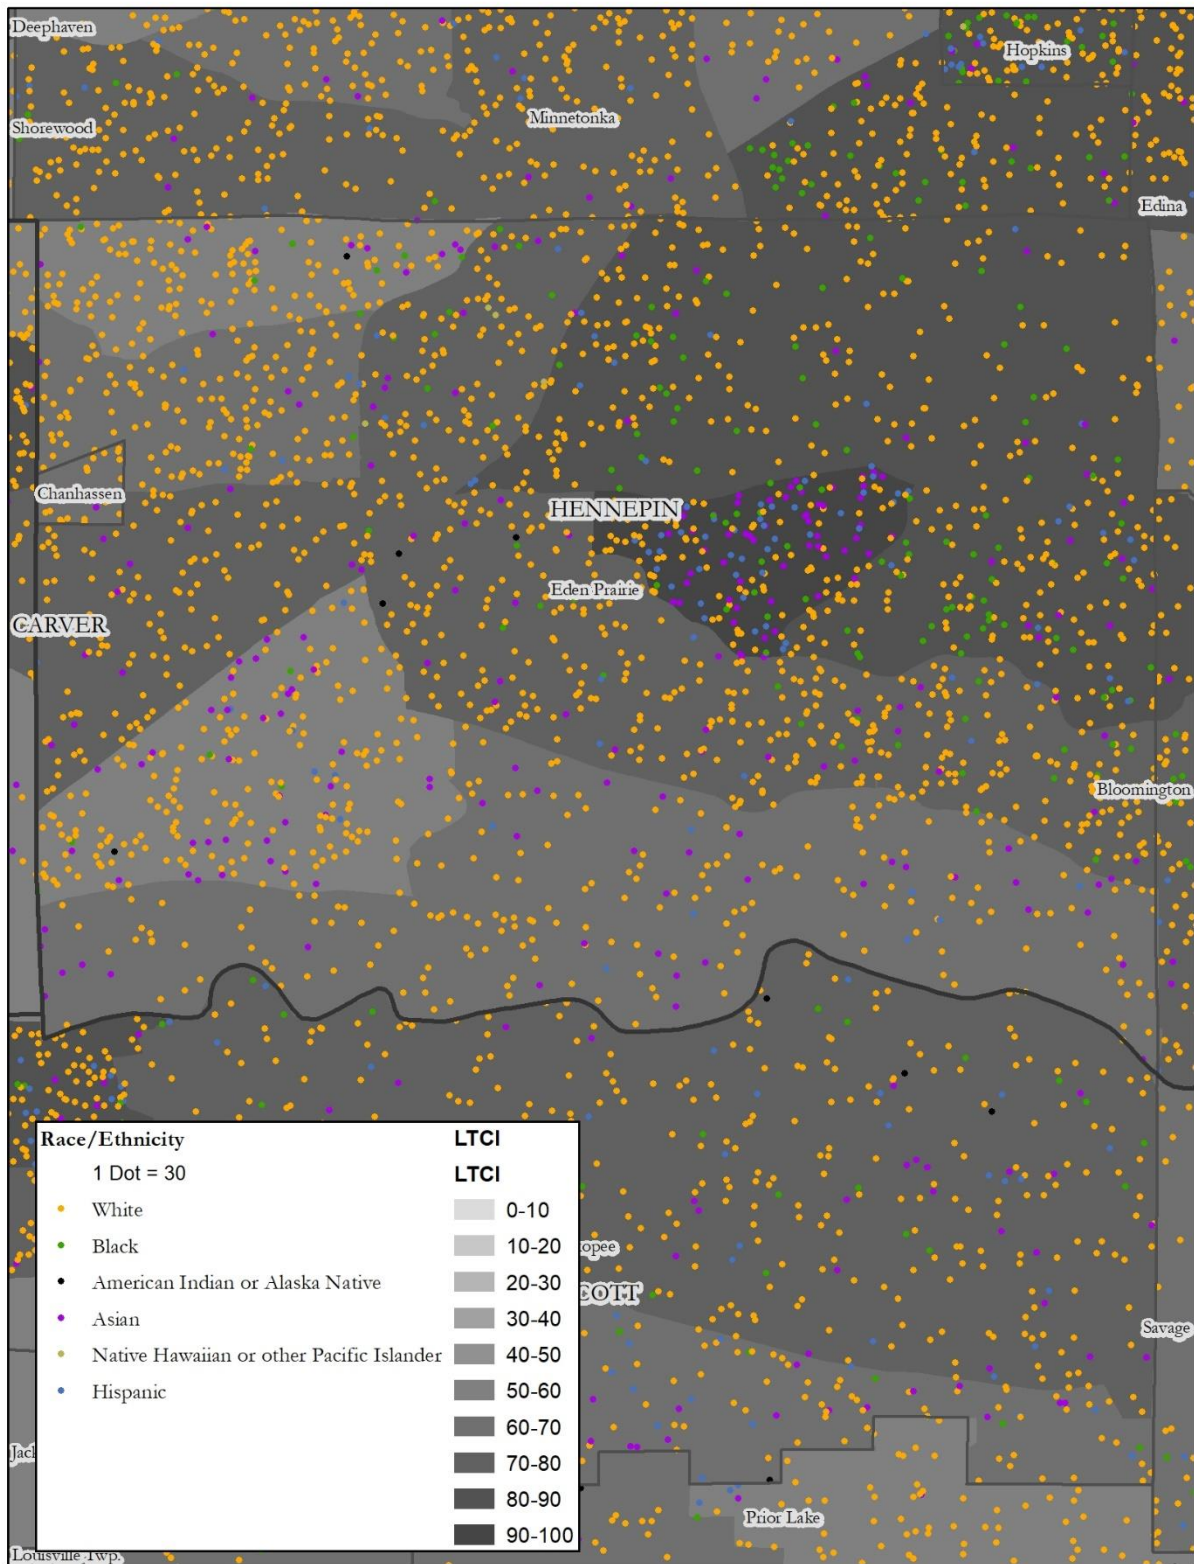 Deephaven
Hopkins
Minnetonka
Shorewood
Edina
Chanhassen
HENNEPIN
Eden Prairie
CARVER
Bloomington
Race/Ethnicity
1 Dot = 30
White
Black
American Indian or Alaska Native
Asian
Native Hawaiian or other Pacific Islander
Hispanic
LTCI
LTCI
0-10
10-20
20-30
30-40
40-50
50-60
60-70
70-80
80-90
90-100
kopee
COTT
Savage
Jack
Prior Lake
Louisville Twp.